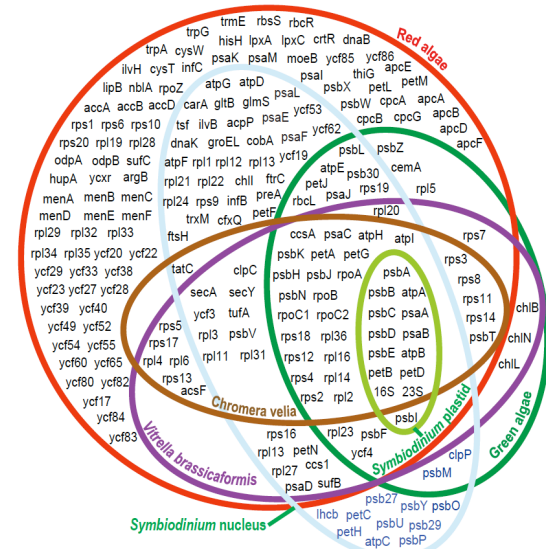 trmE rbsS rbcR
trpG
hisH lpxA lpxC crtR dnaB
trpA cysW
psaK psaM moeB ycf85 ycf86
Red algae
ilvH cysT infC
psaI thiG apcE
atpG atpD
lipB nblA rpoZ
psaL psbX petL petM
accA accB accD carA gltB glmS
psbW cpcA apcA
rps1 rps6 rps10 tsf ilvB acpP psaE ycf53
cpcB cpcG apcB
rps20 rpl19 rpl28 dnaK groEL cobA psaF ycf62
apcD
psbL psbZ
apcF
odpA odpB sufC atpF rpl1 rpl12 rpl13 ycf19
atpE psb30 cemA
hupA ycxr argB rpl21 rpl22 chlI ftrC
petJ rps19 rpl5
menA menB menC rpl24 rps9 infB preA
rbcL psaJ
menD menE menF trxM cfxQ petF
rpl20
rpl29 rpl32 rpl33 ftsH
ccsA psaC atpH atpI
rps7
rpl34 rpl35 ycf20 ycf22
psbK petA petG
rps3
ycf29 ycf33 ycf38 tatC clpC
psbH psbJ rpoA psbA
rps8
ycf23 ycf27 ycf28 secA secY
psbN rpoB psbB atpA
rps11
ycf39 ycf40 ycf3 tufA
rpoC1 rpoC2 psbC psaA
rps14 chlB
ycf49 ycf52 rps5 rpl3 psbV
rps18 rpl36 psbD psaB
psbT chlN
ycf54 ycf55 rps17
rps12 rpl16 psbE atpB
ycf60 ycf65 rpl4 rpl6 rpl11 rpl31
chlL
rps4 rpl14 petB petD
ycf80 ycf82 rps13
rps2 rpl2 16S 23S
ycf17 acsF
Chromera velia
psbI
ycf84
rps16 rpl23 psbF
ycf83
Vitrella brassicaformis
rpl13 petN ycf4
Symbiodinium plastid
clpP
Green algae
rpl27 ccs1
psbM
psaD sufB
psb27
lhcb petC psbY psbO
Symbiodinium nucleus
psbU psb29
petH
atpC psbP